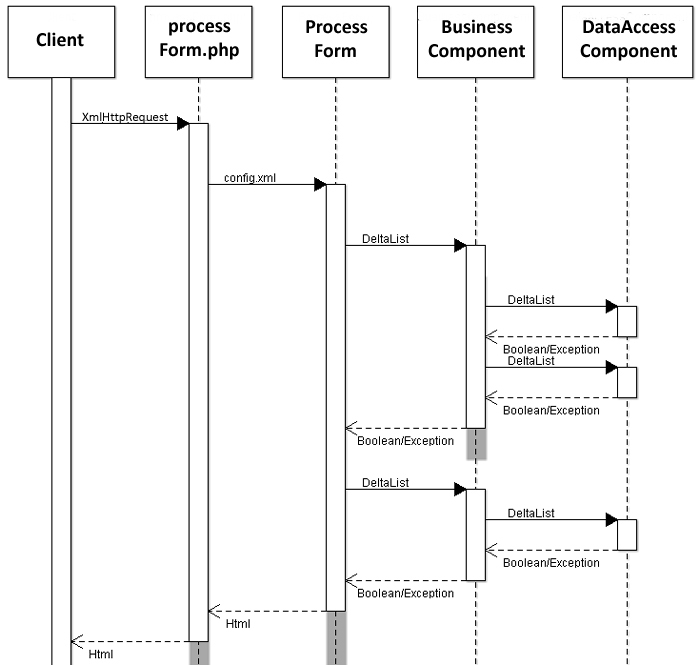 Client
process
Form.php
Process
Form
Business
Component
DataAccess
Component
XmlHttpRequest
config.xml
DeltaList
DeltaList
Boolean/Exception
DeltaList
Boolean/Exception
Boolean/Exception
DeltaList
DeltaList
Boolean/Exception
Boolean/Exception
Html
Html